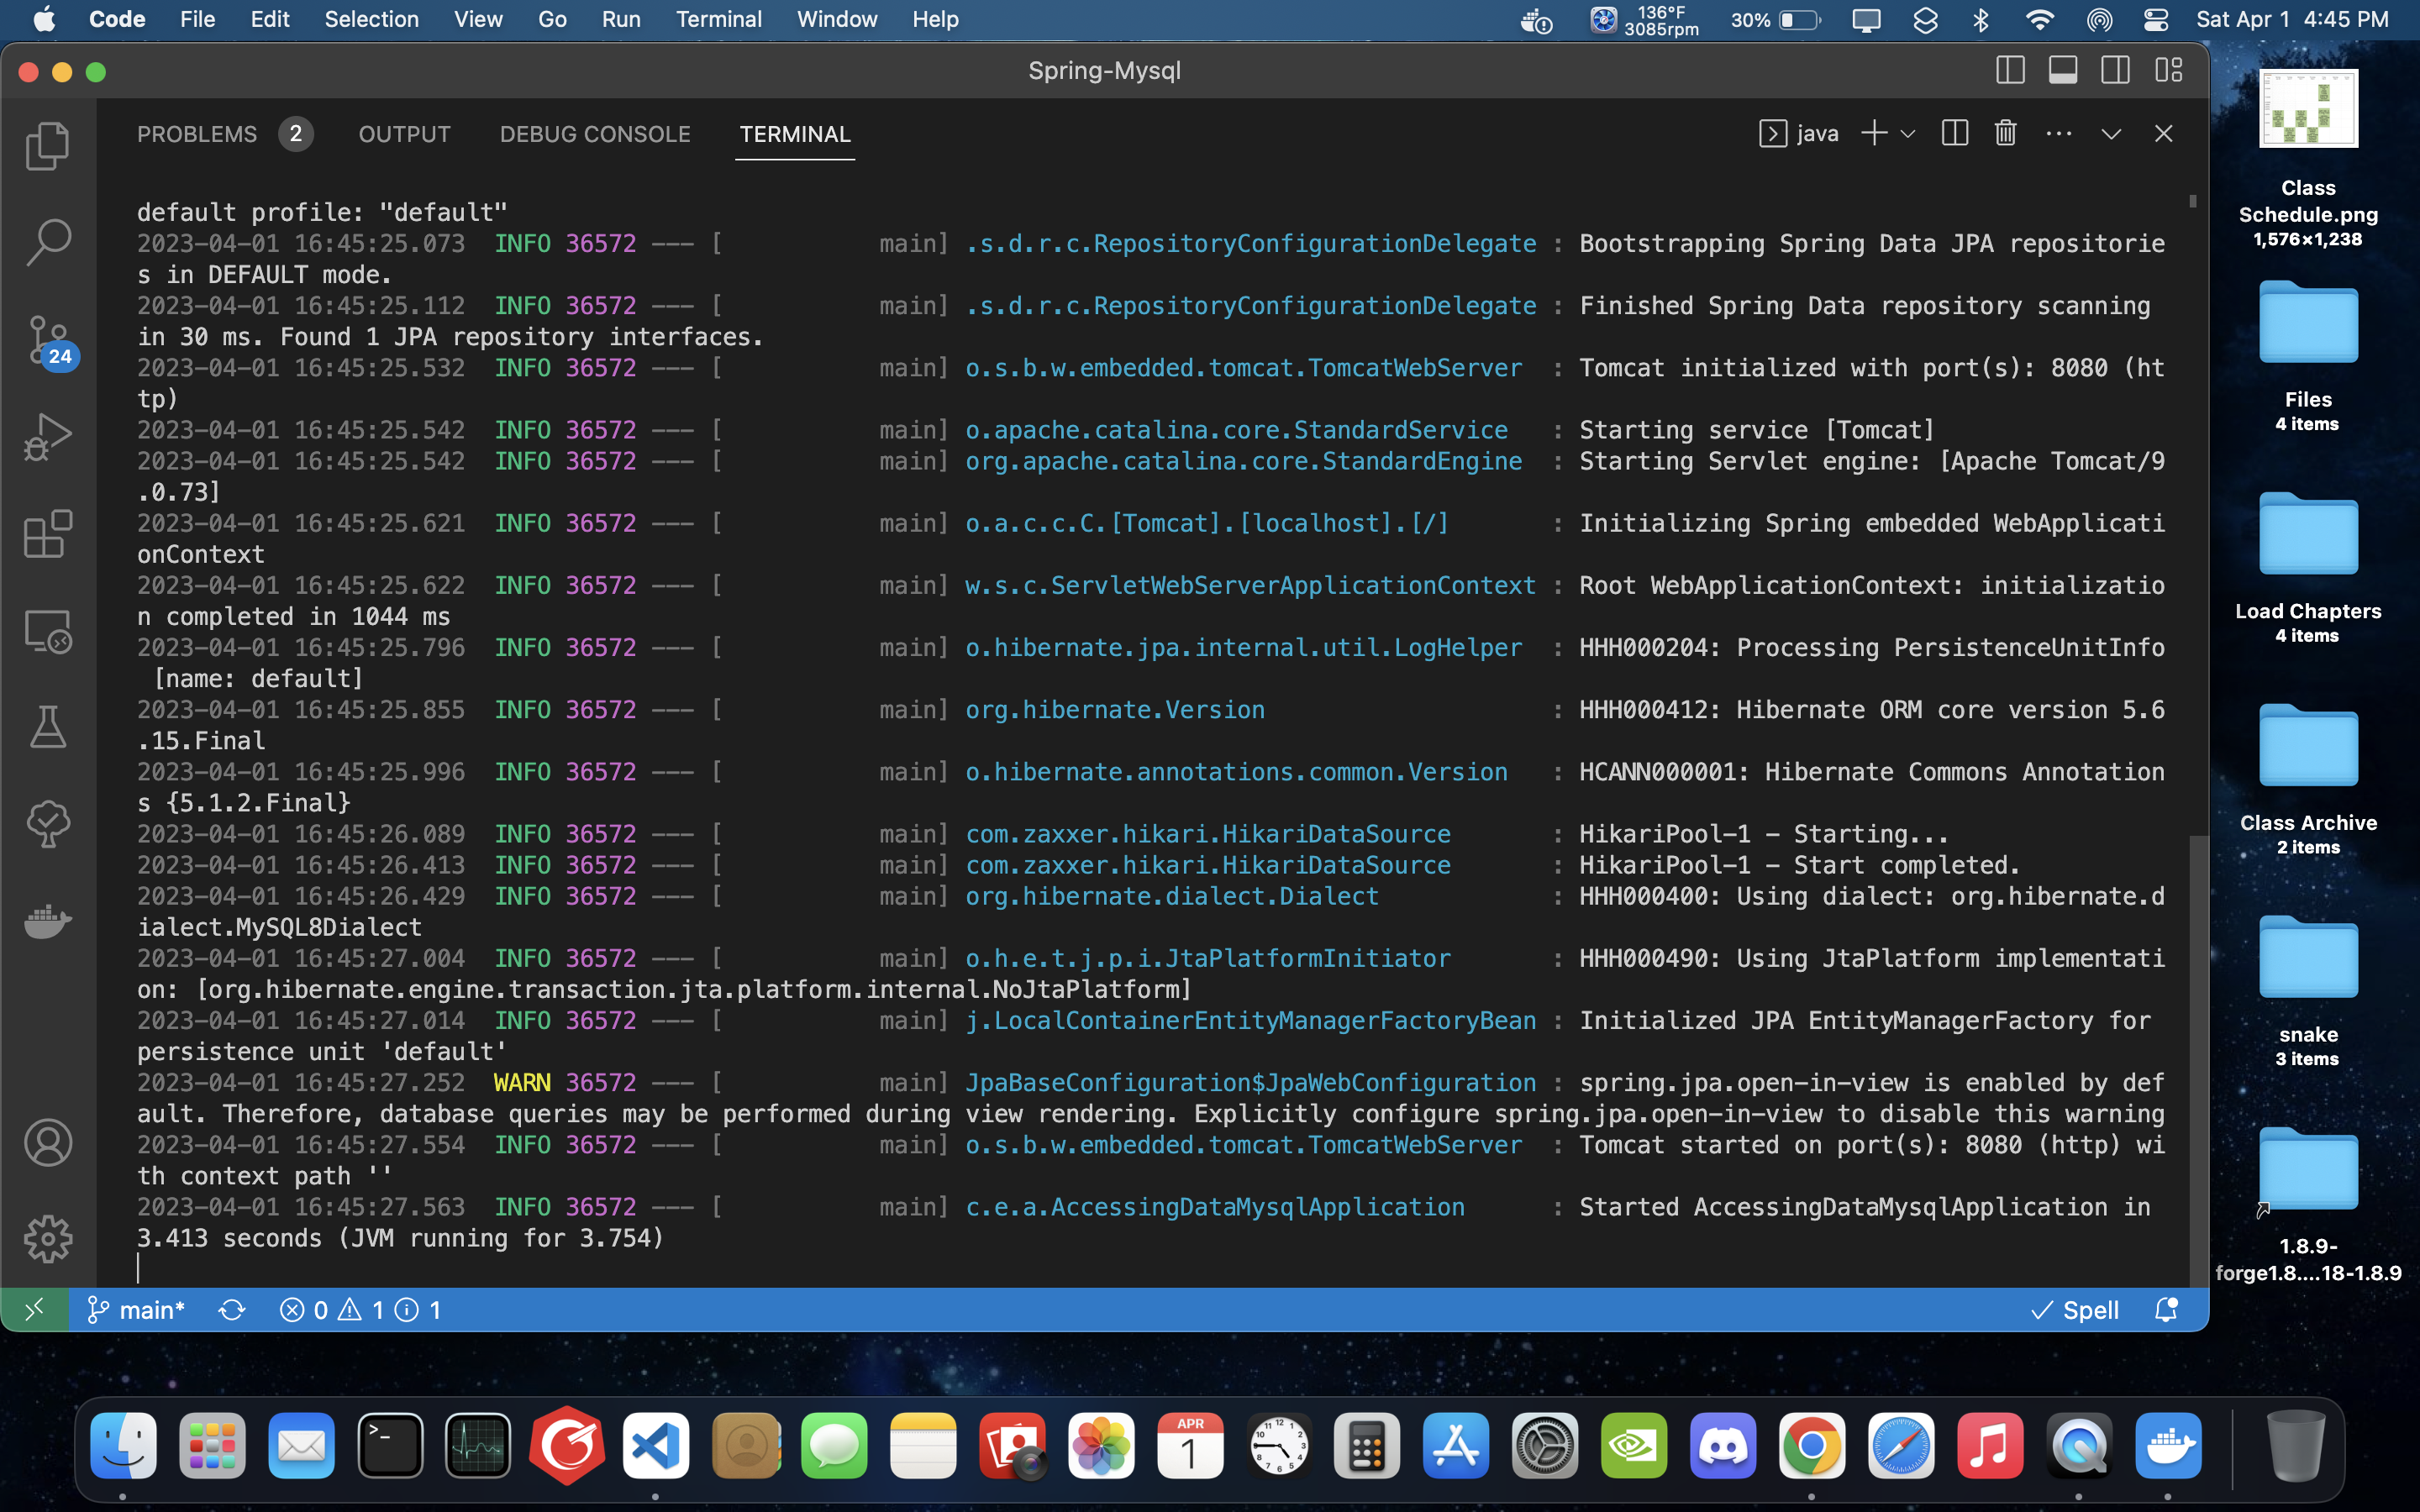 Code File Edit Selection View Go Run Terminal Window Help 136°F 3085rpm 30% Sat Apr 1 4:45 PM
Spring-Mysql
PROBLEMS 2 OUTPUT DEBUG CONSOLE TERMINAL java
default profile: "default"
2023-04-01 16:45:25.073  INFO 36572 --- [           main] .s.d.r.c.RepositoryConfigurationDelegate : Bootstrapping Spring Data JPA repositorie
s in DEFAULT mode.
2023-04-01 16:45:25.112  INFO 36572 --- [           main] .s.d.r.c.RepositoryConfigurationDelegate : Finished Spring Data repository scanning
in 30 ms. Found 1 JPA repository interfaces.
2023-04-01 16:45:25.532  INFO 36572 --- [           main] o.s.b.w.embedded.tomcat.TomcatWebServer  : Tomcat initialized with port(s): 8080 (ht
tp)
2023-04-01 16:45:25.542  INFO 36572 --- [           main] o.apache.catalina.core.StandardService   : Starting service [Tomcat]
2023-04-01 16:45:25.542  INFO 36572 --- [           main] org.apache.catalina.core.StandardEngine  : Starting Servlet engine: [Apache Tomcat/9
.0.73]
2023-04-01 16:45:25.621  INFO 36572 --- [           main] o.a.c.c.C.[Tomcat].[localhost].[/]       : Initializing Spring embedded WebApplicati
onContext
2023-04-01 16:45:25.622  INFO 36572 --- [           main] w.s.c.ServletWebServerApplicationContext : Root WebApplicationContext: initializatio
n completed in 1044 ms
2023-04-01 16:45:25.796  INFO 36572 --- [           main] o.hibernate.jpa.internal.util.LogHelper  : HHH000204: Processing PersistenceUnitInfo
 [name: default]
2023-04-01 16:45:25.855  INFO 36572 --- [           main] org.hibernate.Version                    : HHH000412: Hibernate ORM core version 5.6
.15.Final
2023-04-01 16:45:25.996  INFO 36572 --- [           main] o.hibernate.annotations.common.Version   : HCANN000001: Hibernate Commons Annotation
s {5.1.2.Final}
2023-04-01 16:45:26.089  INFO 36572 --- [           main] com.zaxxer.hikari.HikariDataSource       : HikariPool-1 - Starting...
2023-04-01 16:45:26.413  INFO 36572 --- [           main] com.zaxxer.hikari.HikariDataSource       : HikariPool-1 - Start completed.
2023-04-01 16:45:26.429  INFO 36572 --- [           main] org.hibernate.dialect.Dialect            : HHH000400: Using dialect: org.hibernate.d
ialect.MySQL8Dialect
2023-04-01 16:45:27.004  INFO 36572 --- [           main] o.h.e.t.j.p.i.JtaPlatformInitiator       : HHH000490: Using JtaPlatform implementati
on: [org.hibernate.engine.transaction.jta.platform.internal.NoJtaPlatform]
2023-04-01 16:45:27.014  INFO 36572 --- [           main] j.LocalContainerEntityManagerFactoryBean : Initialized JPA EntityManagerFactory for
persistence unit 'default'
2023-04-01 16:45:27.252  WARN 36572 --- [           main] JpaBaseConfiguration$JpaWebConfiguration : spring.jpa.open-in-view is enabled by def
ault. Therefore, database queries may be performed during view rendering. Explicitly configure spring.jpa.open-in-view to disable this warning
2023-04-01 16:45:27.554  INFO 36572 --- [           main] o.s.b.w.embedded.tomcat.TomcatWebServer  : Tomcat started on port(s): 8080 (http) wi
th context path ''
2023-04-01 16:45:27.563  INFO 36572 --- [           main] c.e.a.AccessingDataMysqlApplication      : Started AccessingDataMysqlApplication in
3.413 seconds (JVM running for 3.754)
24
main* 0 1 1 Spell
Class
Schedule.png
1,576×1,238
Files
4 items
Load Chapters
4 items
Class Archive
2 items
snake
3 items
1.8.9-
forge1.8....18-1.8.9
APR
1